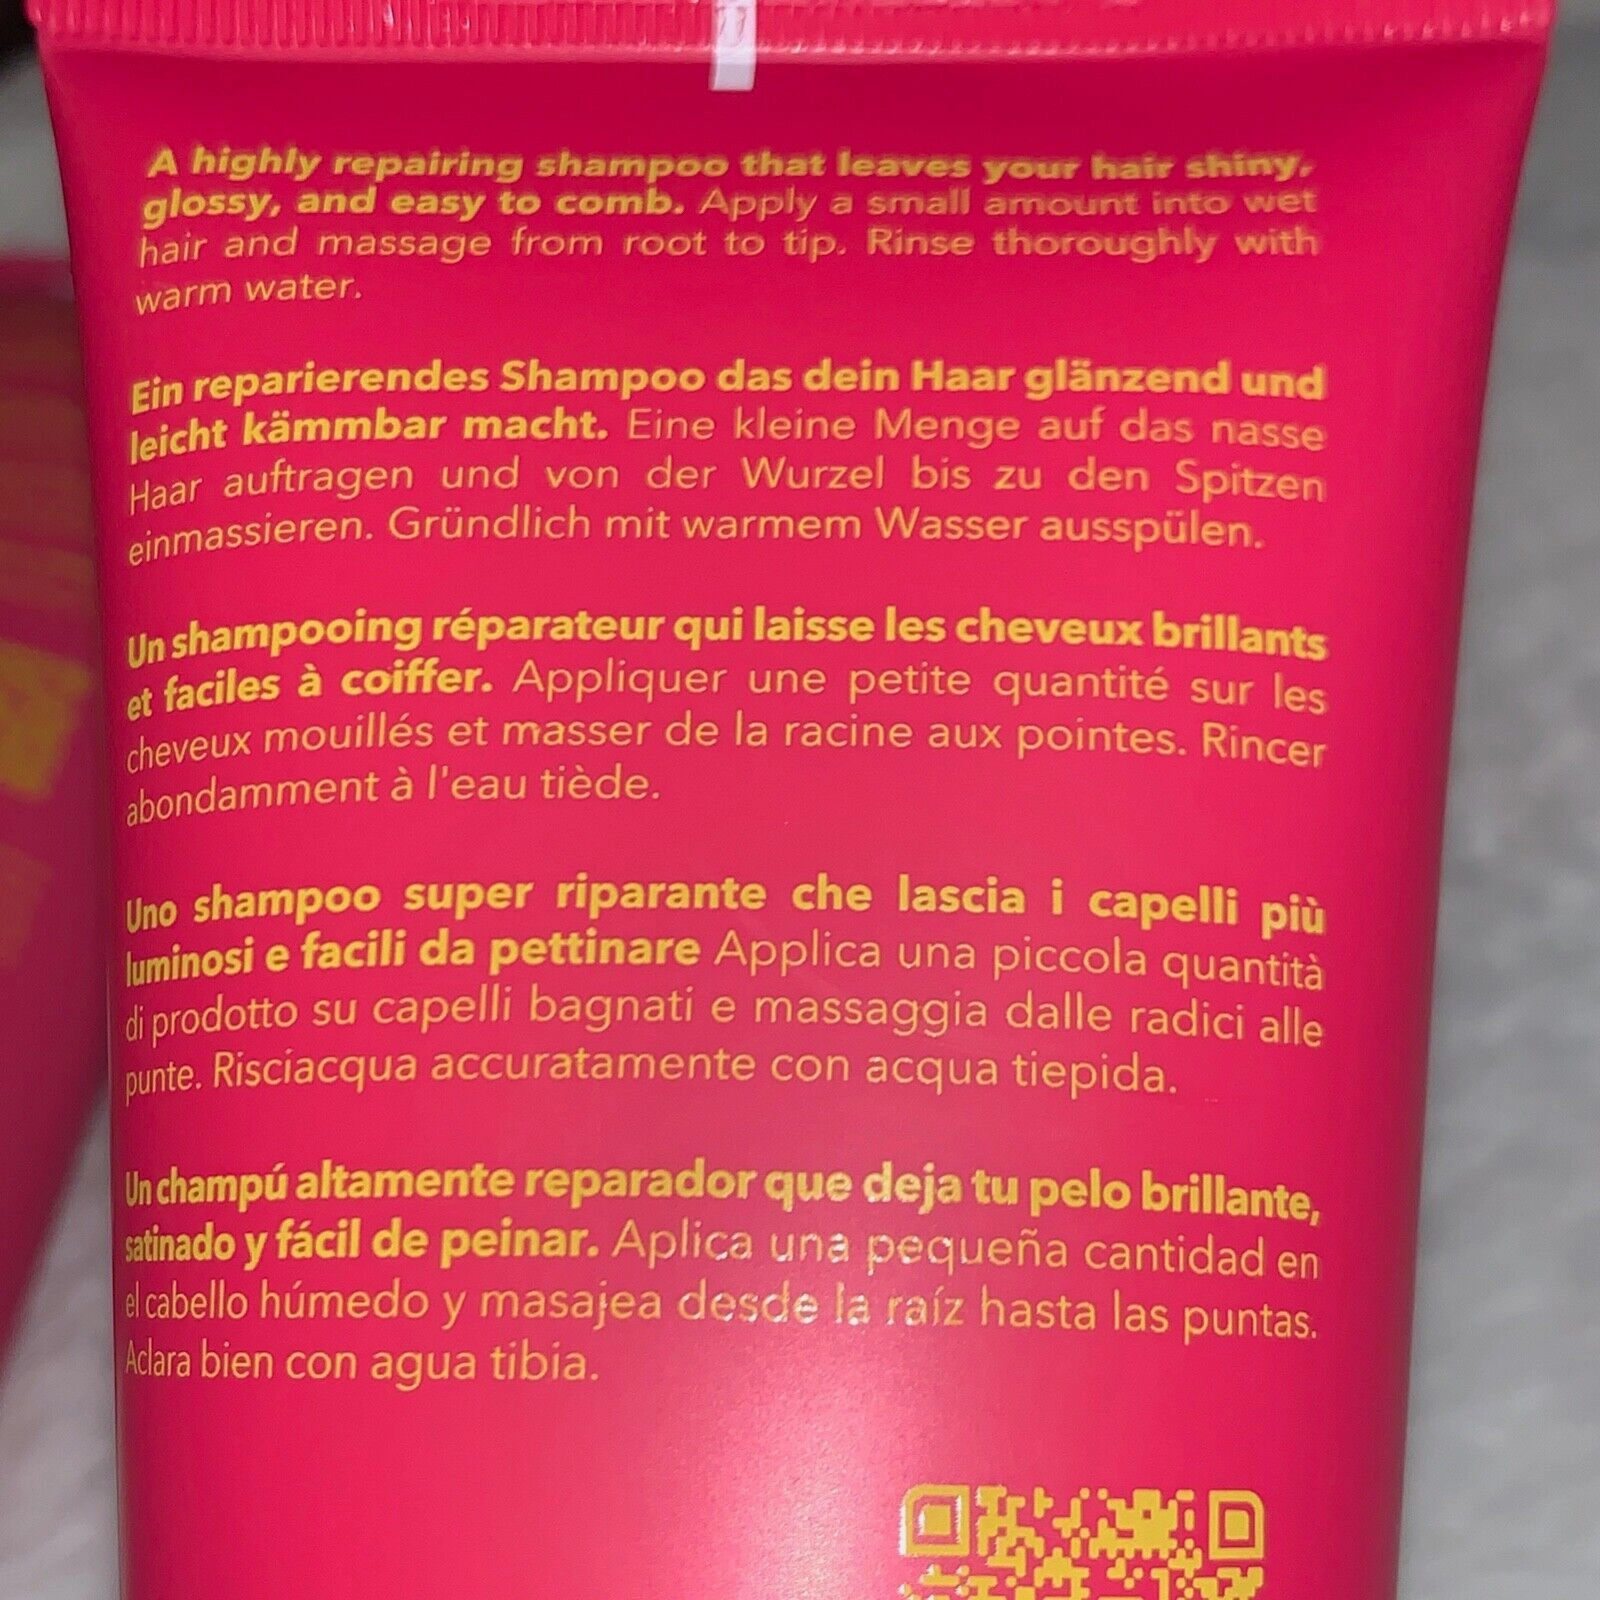 A highly repairing shampoo that leaves your hair shiny,
glossy, and easy to comb. Apply a small amount into wet
hair and massage from root to tip. Rinse thoroughly with
warm water.
Ein reparierendes Shampoo das dein Haar glänzend und
leicht kämmbar macht. Eine kleine Menge auf das nasse
Haar auftragen und von der Wurzel bis zu den Spitzen
einmassieren. Gründlich mit warmem Wasser ausspülen.
Un shampooing réparateur qui laisse les cheveux brillants
et faciles à coiffer. Appliquer une petite quantité sur les
cheveux mouillés et masser de la racine aux pointes. Rincer
abondamment à l'eau tiède.
Uno shampoo super riparante che lascia i capelli più
luminosi e facili da pettinare Applica una piccola quantità
di prodotto su capelli bagnati e massaggia dalle radici alle
punte. Risciacqua accuratamente con acqua tiepida.
Un champú altamente reparador que deja tu pelo brillante,
satinado y fácil de peinar. Aplica una pequeña cantidad en
el cabello húmedo y masajea desde la raíz hasta las puntas.
Aclara bien con agua tibia.